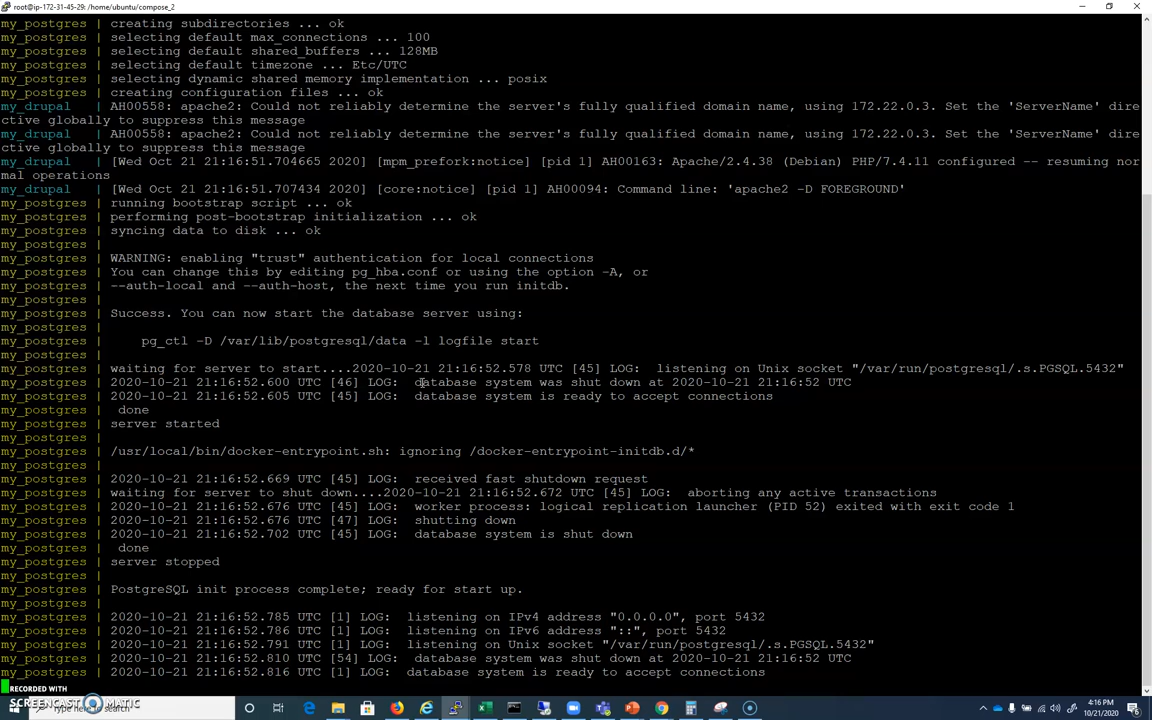 root@ip-172-31-45-29: /home/ubuntu/compose_2
my_postgres | creating subdirectories ... ok
my_postgres | selecting default max_connections ... 100
my_postgres | selecting default shared_buffers ... 128MB
my_postgres | selecting default timezone ... Etc/UTC
my_postgres | selecting dynamic shared memory implementation ... posix
my_postgres | creating configuration files ... ok
my_drupal | AH00558: apache2: Could not reliably determine the server's fully qualified domain name, using 172.22.0.3. Set the 'ServerName' dire
ctive globally to suppress this message
my_drupal | AH00558: apache2: Could not reliably determine the server's fully qualified domain name, using 172.22.0.3. Set the 'ServerName' dire
ctive globally to suppress this message
my_drupal | [Wed Oct 21 21:16:51.704665 2020] [mpm_prefork:notice] [pid 1] AH00163: Apache/2.4.38 (Debian) PHP/7.4.11 configured -- resuming nor
mal operations
my_drupal | [Wed Oct 21 21:16:51.707434 2020] [core:notice] [pid 1] AH00094: Command line: 'apache2 -D FOREGROUND'
my_postgres | running bootstrap script ... ok
my_postgres | performing post-bootstrap initialization ... ok
my_postgres | syncing data to disk ... ok
my_postgres |
my_postgres | WARNING: enabling "trust" authentication for local connections
my_postgres | You can change this by editing pg_hba.conf or using the option -A, or
my_postgres | --auth-local and --auth-host, the next time you run initdb.
my_postgres |
my_postgres | Success. You can now start the database server using:
my_postgres |
my_postgres | pg_ctl -D /var/lib/postgresql/data -l logfile start
my_postgres |
my_postgres | waiting for server to start....2020-10-21 21:16:52.578 UTC [45] LOG: listening on Unix socket "/var/run/postgresql/.s.PGSQL.5432"
my_postgres | 2020-10-21 21:16:52.600 UTC [46] LOG: database system was shut down at 2020-10-21 21:16:52 UTC
my_postgres | 2020-10-21 21:16:52.605 UTC [45] LOG: database system is ready to accept connections
my_postgres | done
my_postgres | server started
my_postgres |
my_postgres | /usr/local/bin/docker-entrypoint.sh: ignoring /docker-entrypoint-initdb.d/*
my_postgres |
my_postgres | 2020-10-21 21:16:52.669 UTC [45] LOG: received fast shutdown request
my_postgres | waiting for server to shut down....2020-10-21 21:16:52.672 UTC [45] LOG: aborting any active transactions
my_postgres | 2020-10-21 21:16:52.676 UTC [45] LOG: worker process: logical replication launcher (PID 52) exited with exit code 1
my_postgres | 2020-10-21 21:16:52.676 UTC [47] LOG: shutting down
my_postgres | 2020-10-21 21:16:52.702 UTC [45] LOG: database system is shut down
my_postgres | done
my_postgres | server stopped
my_postgres |
my_postgres | PostgreSQL init process complete; ready for start up.
my_postgres |
my_postgres | 2020-10-21 21:16:52.785 UTC [1] LOG: listening on IPv4 address "0.0.0.0", port 5432
my_postgres | 2020-10-21 21:16:52.786 UTC [1] LOG: listening on IPv6 address "::", port 5432
my_postgres | 2020-10-21 21:16:52.791 UTC [1] LOG: listening on Unix socket "/var/run/postgresql/.s.PGSQL.5432"
my_postgres | 2020-10-21 21:16:52.810 UTC [54] LOG: database system was shut down at 2020-10-21 21:16:52 UTC
my_postgres | 2020-10-21 21:16:52.816 UTC [1] LOG: database system is ready to accept connections
RECORDED WITH
SCREENCAST MATIC
Type here to search
4:16 PM
10/21/2020